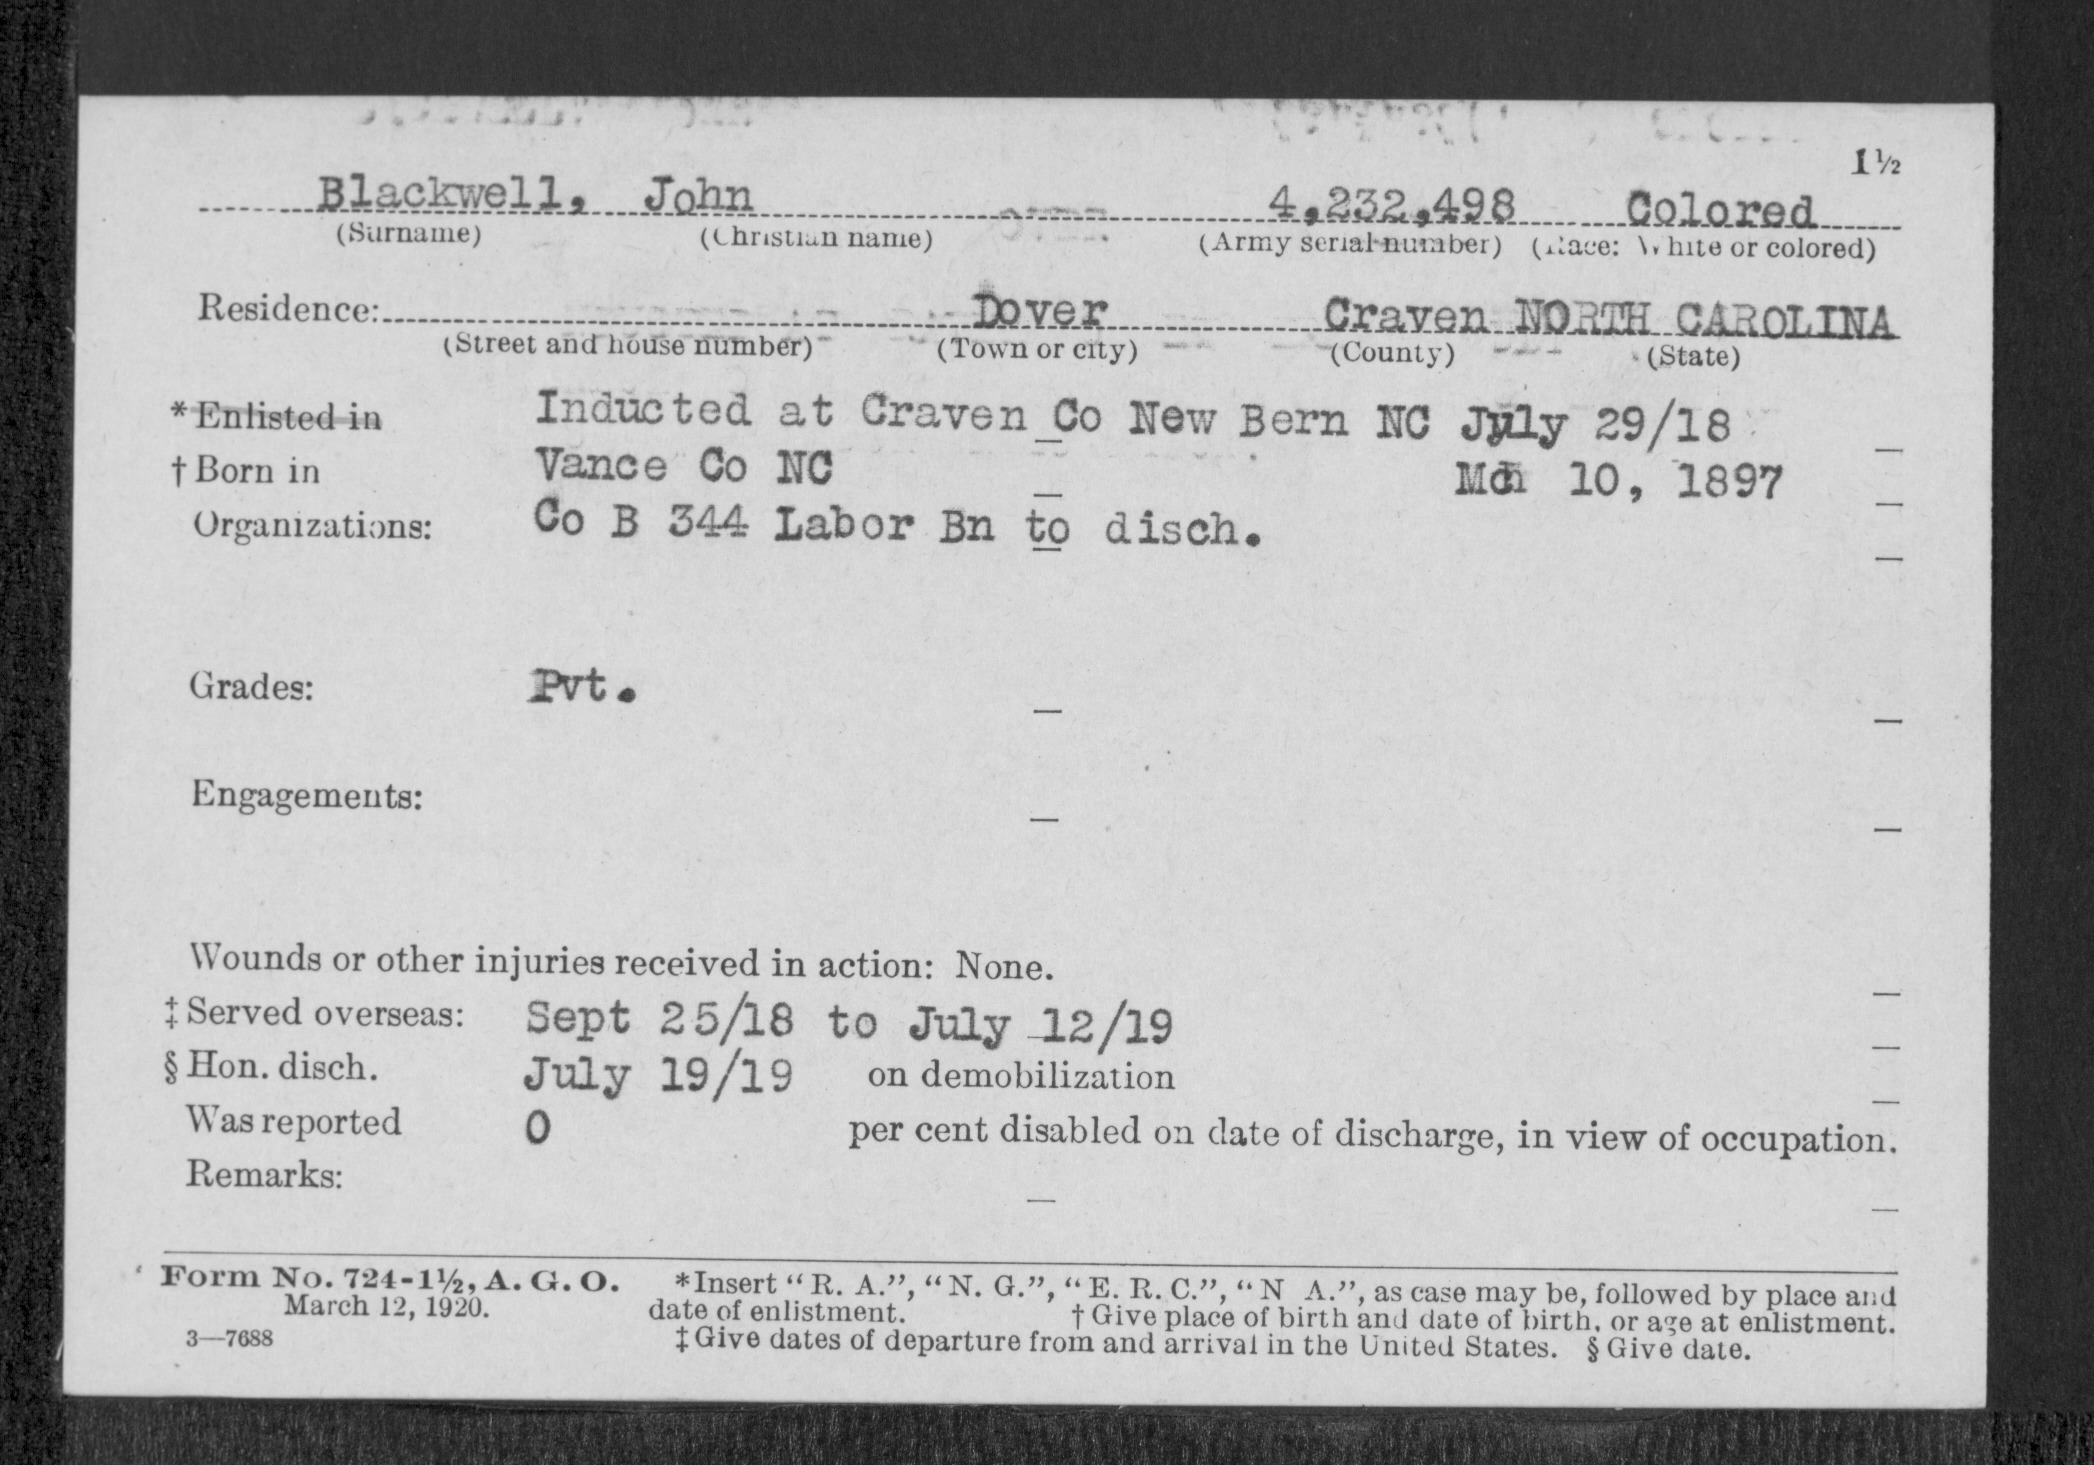 1½
Blackwell, John 4,232,498 Colored
(Surname) (Christian name) (Army serial number) (Race: White or colored)
Residence: Dover Craven NORTH CAROLINA
(Street and house number) (Town or city) (County) (State)
*Enlisted in Inducted at Craven Co New Bern NC July 29/18
†Born in Vance Co NC Mch 10, 1897
Organizations: Co B 344 Labor Bn to disch.
Grades: Pvt.
Engagements:
Wounds or other injuries received in action: None.
‡Served overseas: Sept 25/18 to July 12/19
§Hon. disch. July 19/19 on demobilization
Was reported 0 per cent disabled on date of discharge, in view of occupation.
Remarks:
Form No. 724-1½, A. G. O. *Insert "R. A.", "N. G.", "E. R. C.", "N A.", as case may be, followed by place and
March 12, 1920. date of enlistment. †Give place of birth and date of birth, or age at enlistment.
3—7688 ‡Give dates of departure from and arrival in the United States. §Give date.